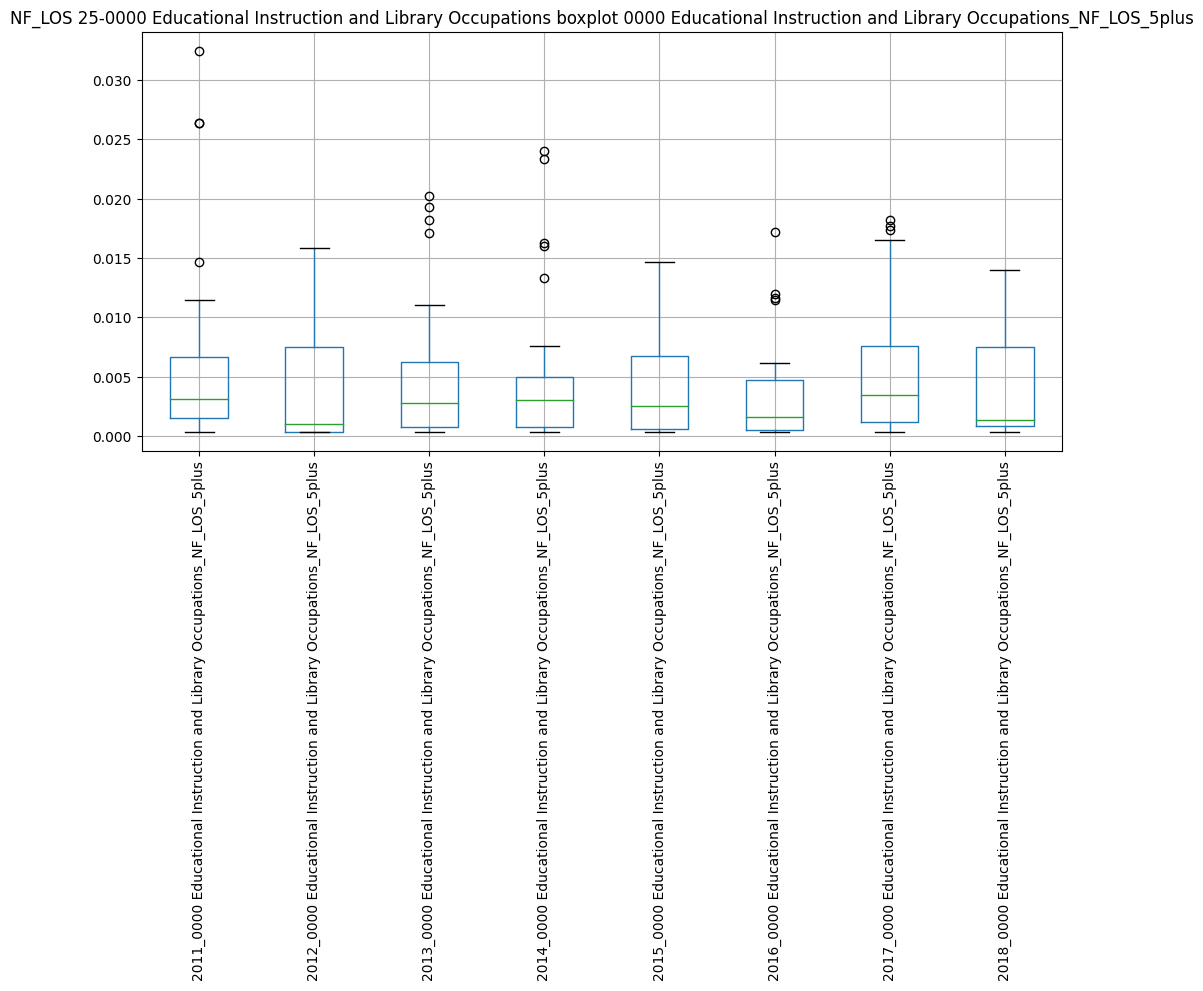 NF_LOS 25-0000 Educational Instruction and Library Occupations boxplot 0000 Educational Instruction and Library Occupations_NF_LOS_5plus
0.030
0.025
0.020
0.015
0.010
0.005
0.000
2011_0000 Educational Instruction and Library Occupations_NF_LOS_5plus
2012_0000 Educational Instruction and Library Occupations_NF_LOS_5plus
2013_0000 Educational Instruction and Library Occupations_NF_LOS_5plus
2014_0000 Educational Instruction and Library Occupations_NF_LOS_5plus
2015_0000 Educational Instruction and Library Occupations_NF_LOS_5plus
2016_0000 Educational Instruction and Library Occupations_NF_LOS_5plus
2017_0000 Educational Instruction and Library Occupations_NF_LOS_5plus
2018_0000 Educational Instruction and Library Occupations_NF_LOS_5plus